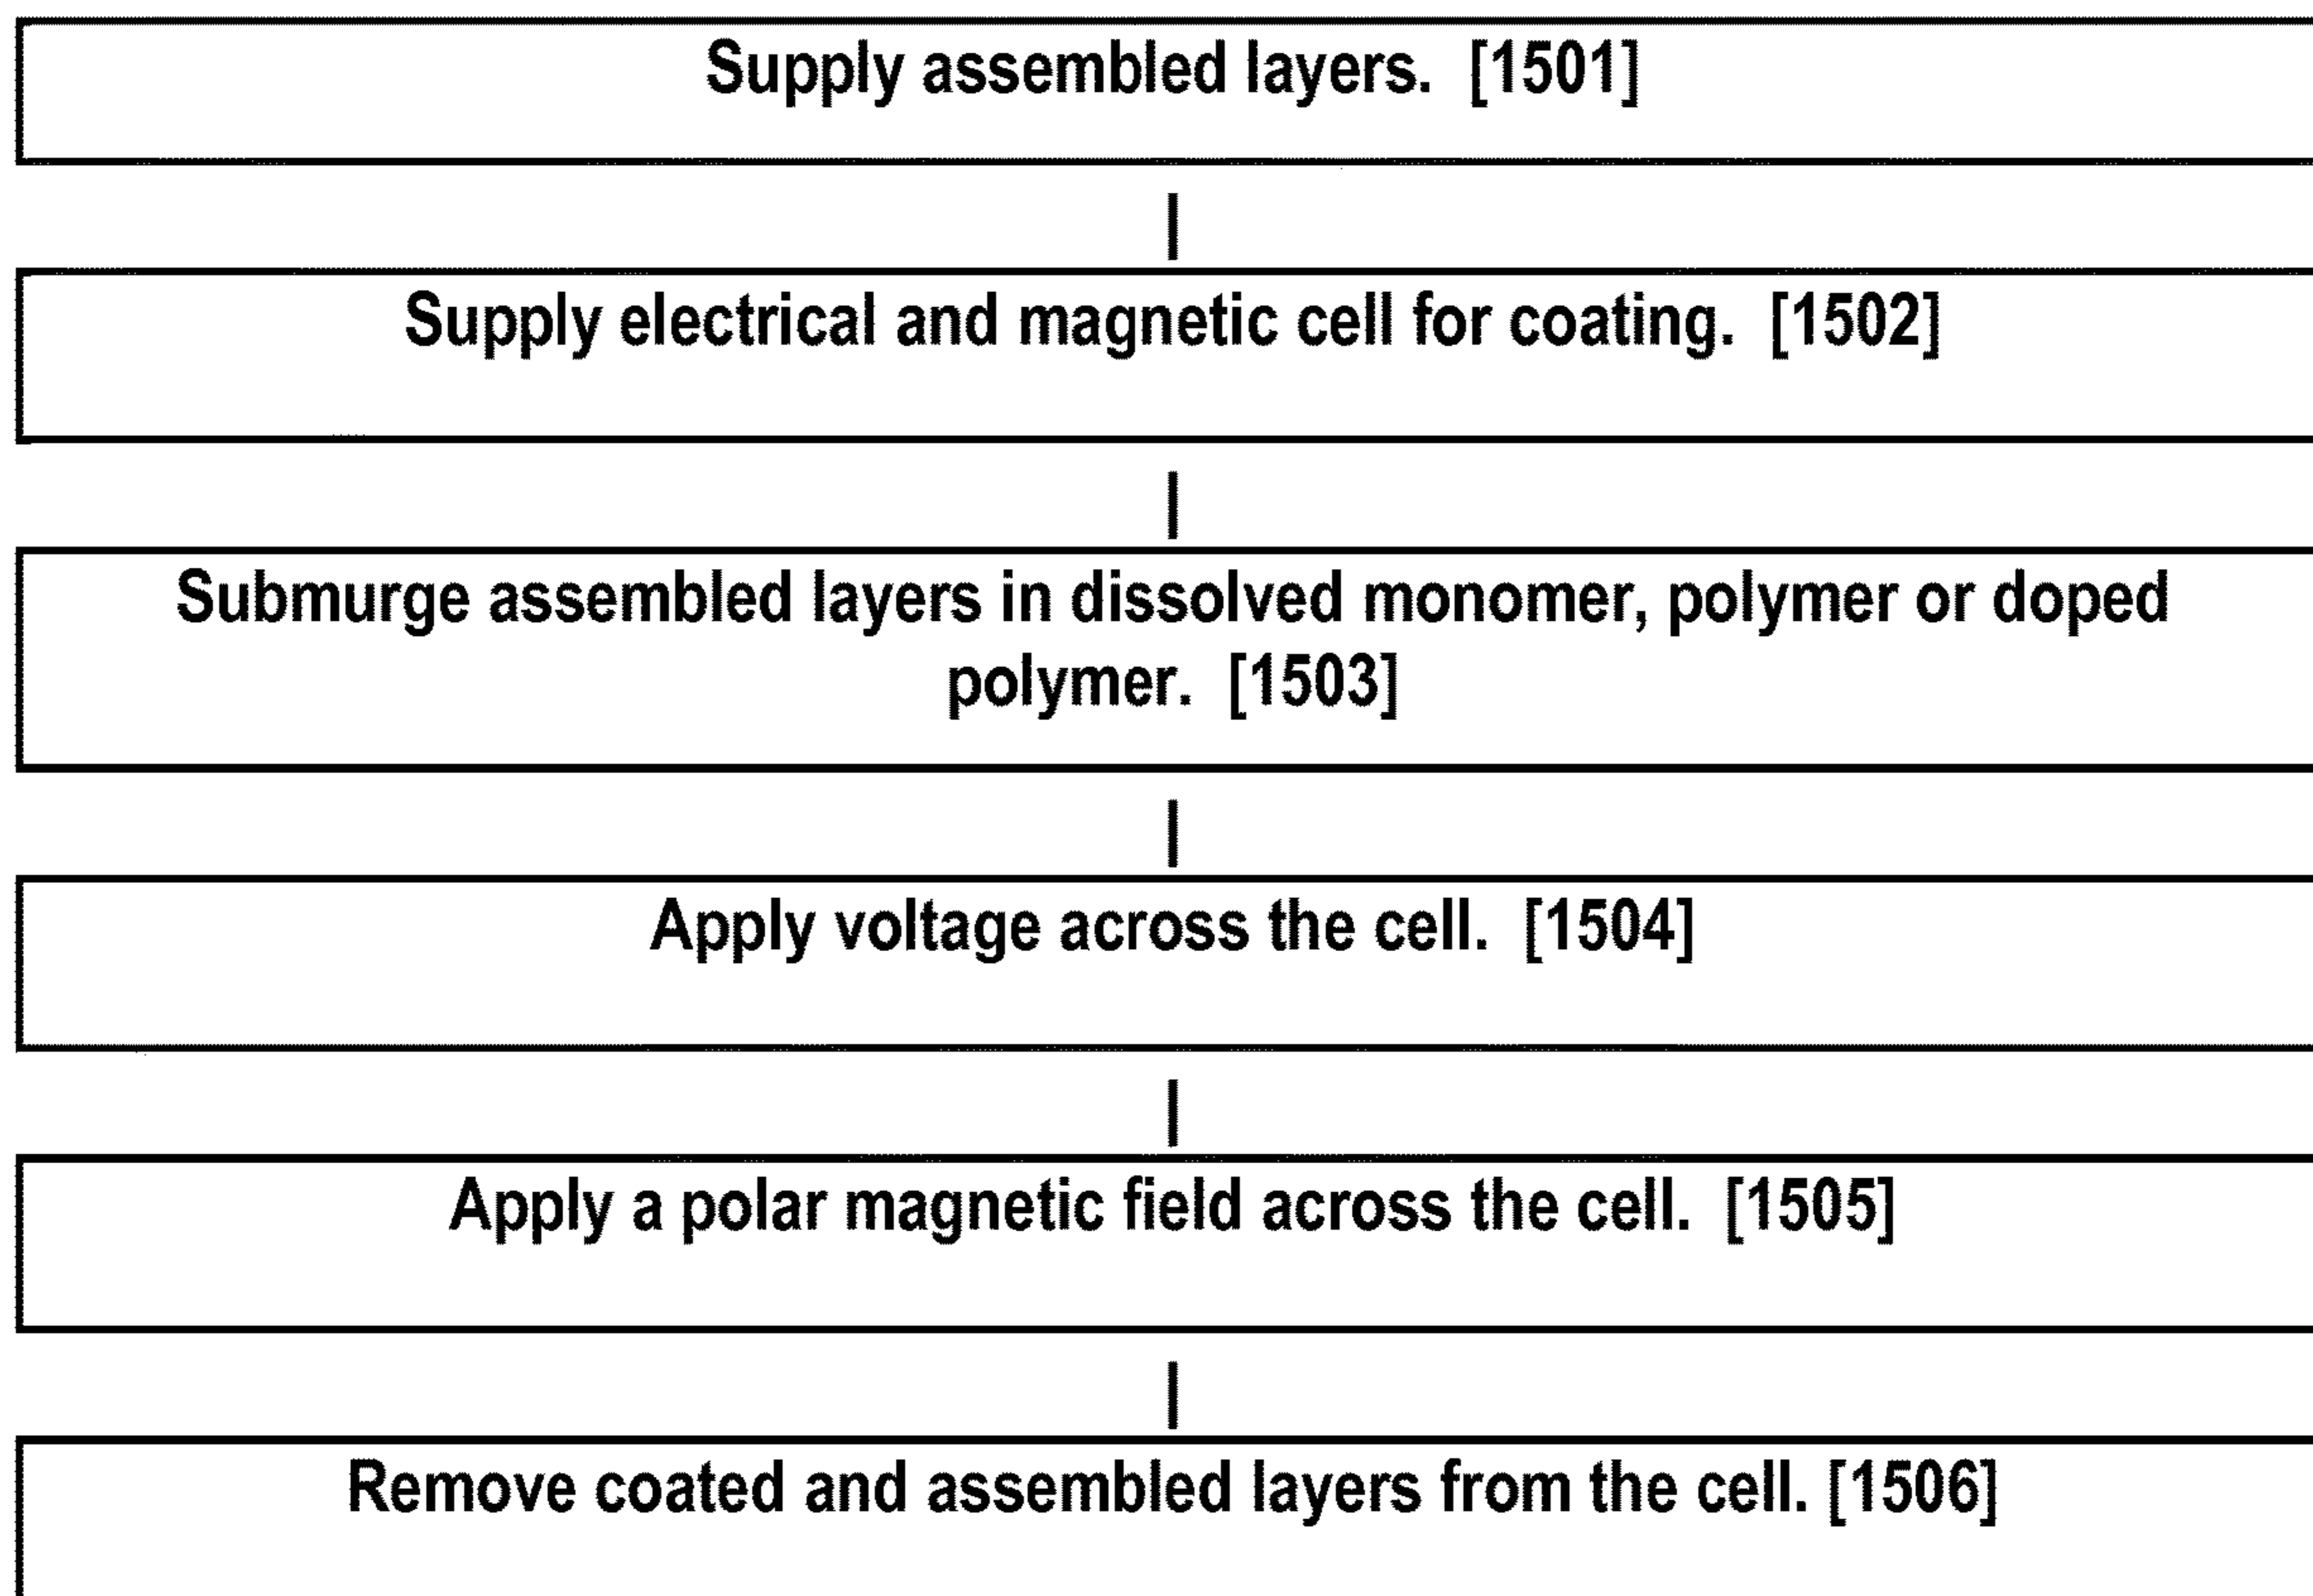 Supply assembled layers. [1501]
Supply electrical and magnetic cell for coating. [1502]
Submurge assembled layers in dissolved monomer, polymer or doped
polymer. [1503]
Apply voltage across the cell. [1504]
Apply a polar magnetic field across the cell. [1505]
Remove coated and assembled layers from the cell. [1506]